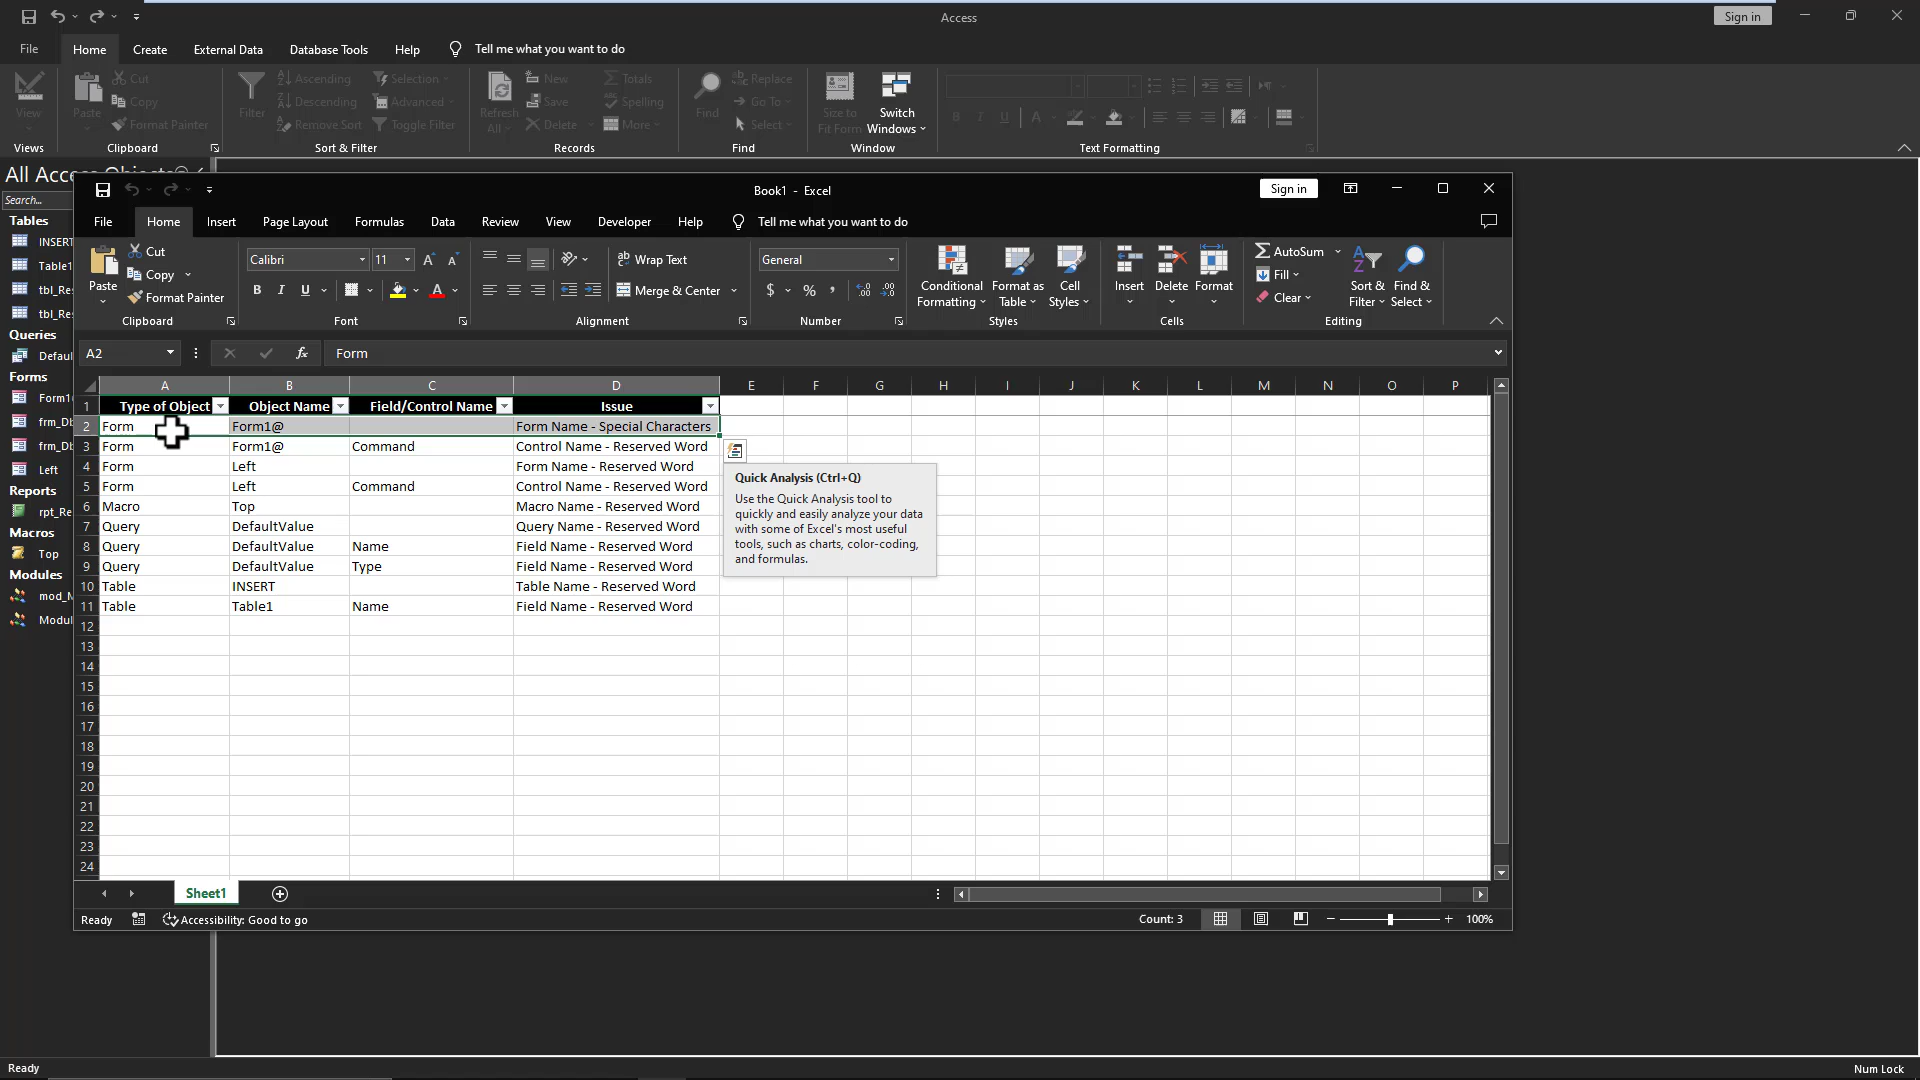 Access
Sign in
File Home Create External Data Database Tools Help Tell me what you want to do
View
Views
Paste
Cut
Copy
Format Painter
Clipboard
Filter
Ascending
Descending
Remove Sort
Selection
Advanced
Toggle Filter
Sort & Filter
Refresh
All
New
Save
Delete
Totals
Spelling
More
Records
Find
Replace
Go To
Select
Find
Size to
Fit Form
Switch
Windows
Window
B I U A
Text Formatting
All Access Objects
Search...
Tables
INSERT
Table1
tbl_Res
tbl_Res
Queries
Defaul
Forms
Form1
frm_Db
frm_Db
Left
Reports
rpt_Re
Macros
Top
Modules
mod_M
Modul
Book1 - Excel
Sign in
File Home Insert Page Layout Formulas Data Review View Developer Help Tell me what you want to do
Paste
Cut
Copy
Format Painter
Clipboard
Calibri 11
B I U
Font
Wrap Text
Merge & Center
Alignment
General
$ % ,
Number
Conditional
Formatting
Format as
Table
Cell
Styles
Styles
Insert
Delete
Format
Cells
AutoSum
Fill
Clear
Sort &
Filter
Find &
Select
Editing
A2 fx Form
A B C D E F G H I J K L M N O P
1 Type of Object Object Name Field/Control Name Issue
2 Form Form1@ Form Name - Special Characters
3 Form Form1@ Command Control Name - Reserved Word
4 Form Left Form Name - Reserved Word
5 Form Left Command Control Name - Reserved Word
6 Macro Top Macro Name - Reserved Word
7 Query DefaultValue Query Name - Reserved Word
8 Query DefaultValue Name Field Name - Reserved Word
9 Query DefaultValue Type Field Name - Reserved Word
10 Table INSERT Table Name - Reserved Word
11 Table Table1 Name Field Name - Reserved Word
12
13
14
15
16
17
18
19
20
21
22
23
24
Quick Analysis (Ctrl+Q)
Use the Quick Analysis tool to
quickly and easily analyze your data
with some of Excel's most useful
tools, such as charts, color-coding,
and formulas.
Sheet1
Ready Accessibility: Good to go Count: 3 100%
Ready Num Lock